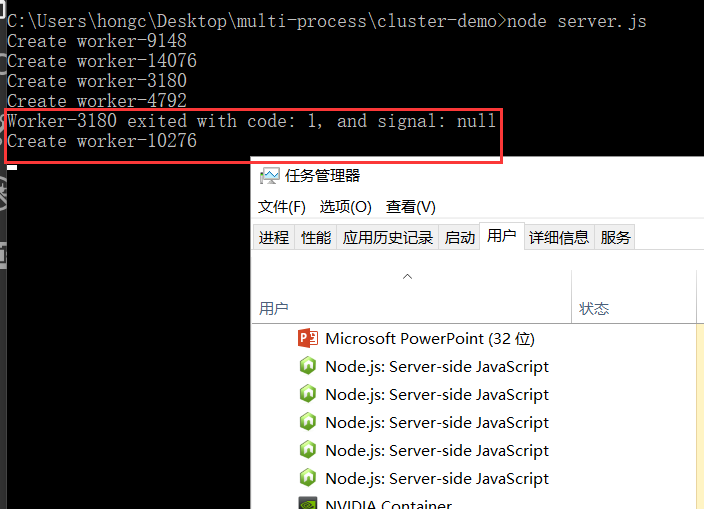 C:\Users\hongc\Desktop\multi-process\cluster-demo>node server.js
Create worker-9148
Create worker-14076
Create worker-3180
Create worker-4792
Worker-3180 exited with code: 1, and signal: null
Create worker-10276
任务管理器
文件(F) 选项(O) 查看(V)
进程 性能 应用历史记录 启动 用户 详细信息 服务
用户 状态
Microsoft PowerPoint (32 位)
Node.js: Server-side JavaScript
Node.js: Server-side JavaScript
Node.js: Server-side JavaScript
Node.js: Server-side JavaScript
Node.js: Server-side JavaScript
NVIDIA Container